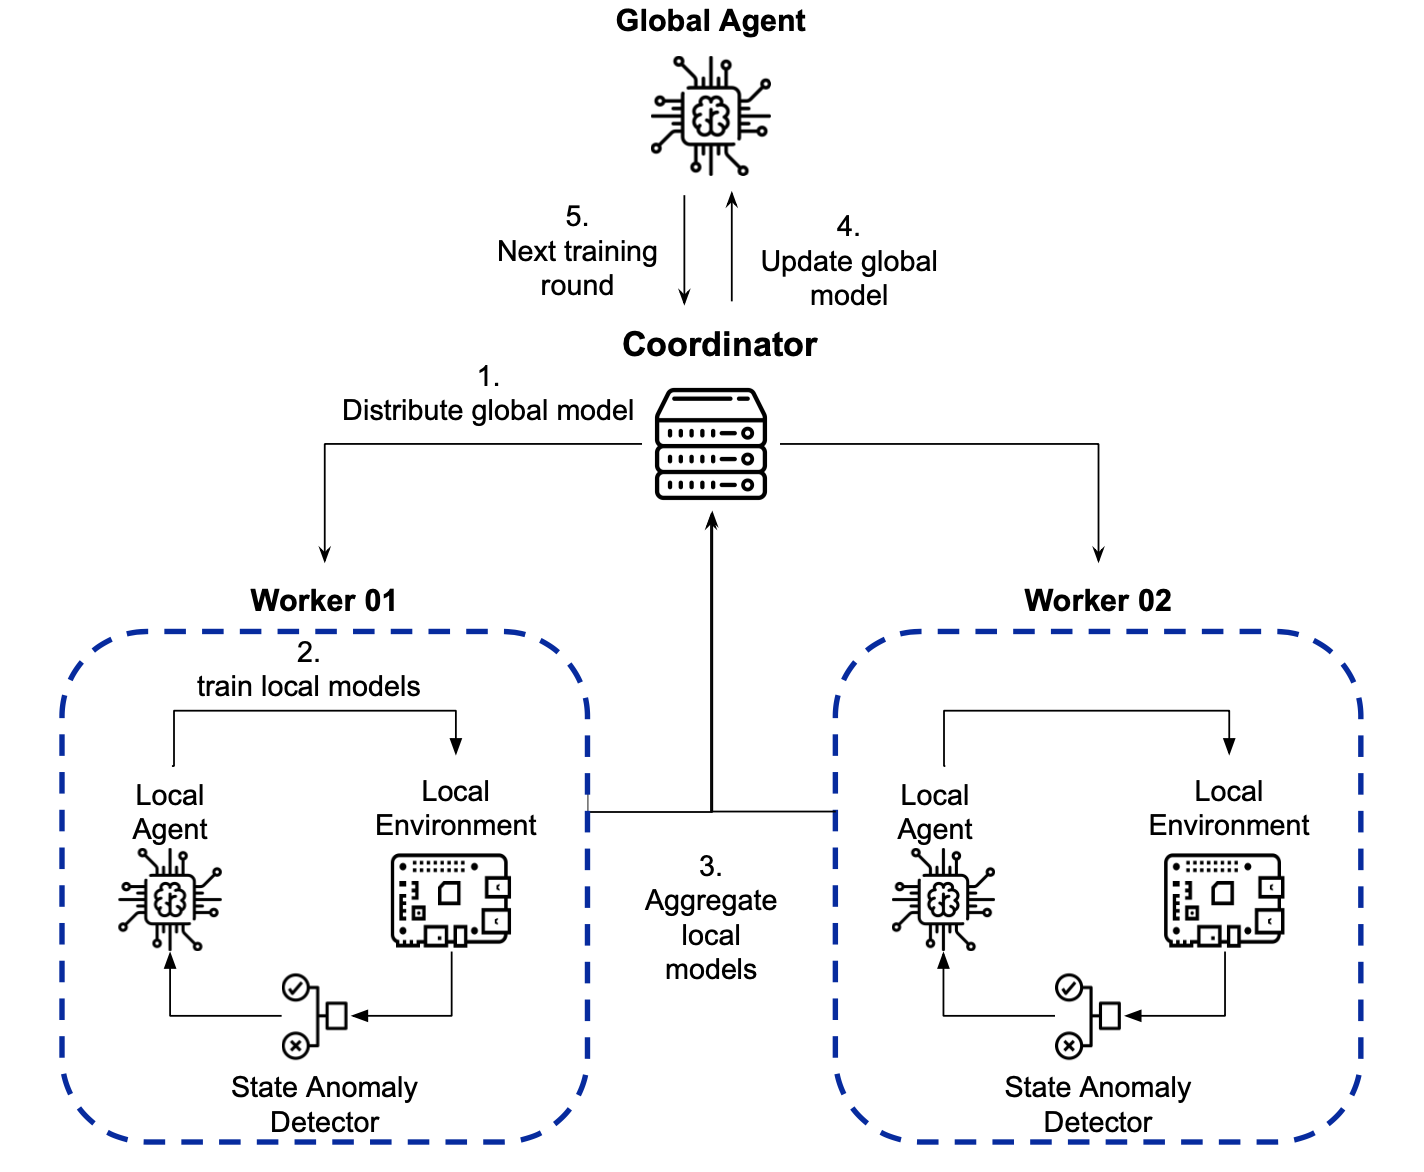 Global Agent
5.
Next training
round
4.
Update global
model
Coordinator
1.
Distribute global model
Worker 01
2.
train local models
Local
Agent
Local
Environment
State Anomaly
Detector
3.
Aggregate
local
models
Worker 02
Local
Agent
Local
Environment
State Anomaly
Detector